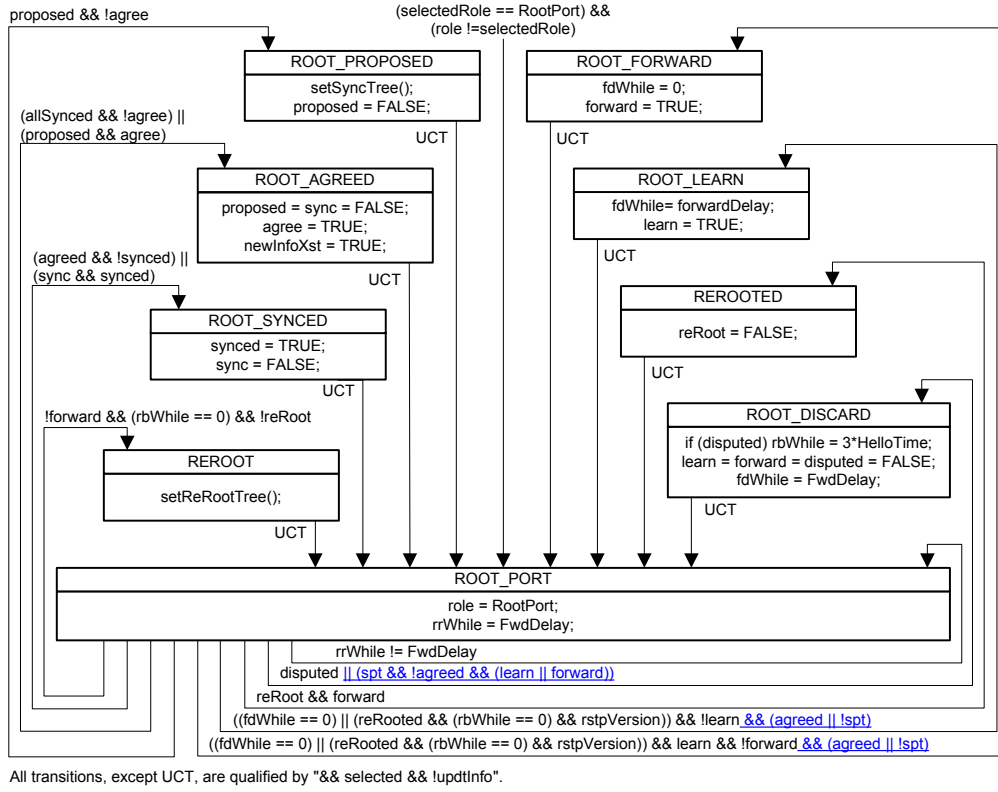 proposed && !agree
(selectedRole == RootPort) &&
(role !=selectedRole)
ROOT_PROPOSED
setSyncTree();
proposed = FALSE;
UCT
ROOT_FORWARD
fdWhile = 0;
forward = TRUE;
UCT
(allSynced && !agree) ||
(proposed && agree)
ROOT_AGREED
proposed = sync = FALSE;
agree = TRUE;
newInfoXst = TRUE;
UCT
ROOT_LEARN
fdWhile= forwardDelay;
learn = TRUE;
UCT
(agreed && !synced) ||
(sync && synced)
ROOT_SYNCED
synced = TRUE;
sync = FALSE;
UCT
REROOTED
reRoot = FALSE;
UCT
!forward && (rbWhile == 0) && !reRoot
REROOT
setReRootTree();
UCT
ROOT_DISCARD
if (disputed) rbWhile = 3*HelloTime;
learn = forward = disputed = FALSE;
fdWhile = FwdDelay;
UCT
ROOT_PORT
role = RootPort;
rrWhile = FwdDelay;
rrWhile != FwdDelay
disputed || (spt && !agreed && (learn || forward))
reRoot && forward
((fdWhile == 0) || (reRooted && (rbWhile == 0) && rstpVersion)) && !learn && (agreed || !spt)
((fdWhile == 0) || (reRooted && (rbWhile == 0) && rstpVersion)) && learn && !forward && (agreed || !spt)
All transitions, except UCT, are qualified by "&& selected && !updtInfo".